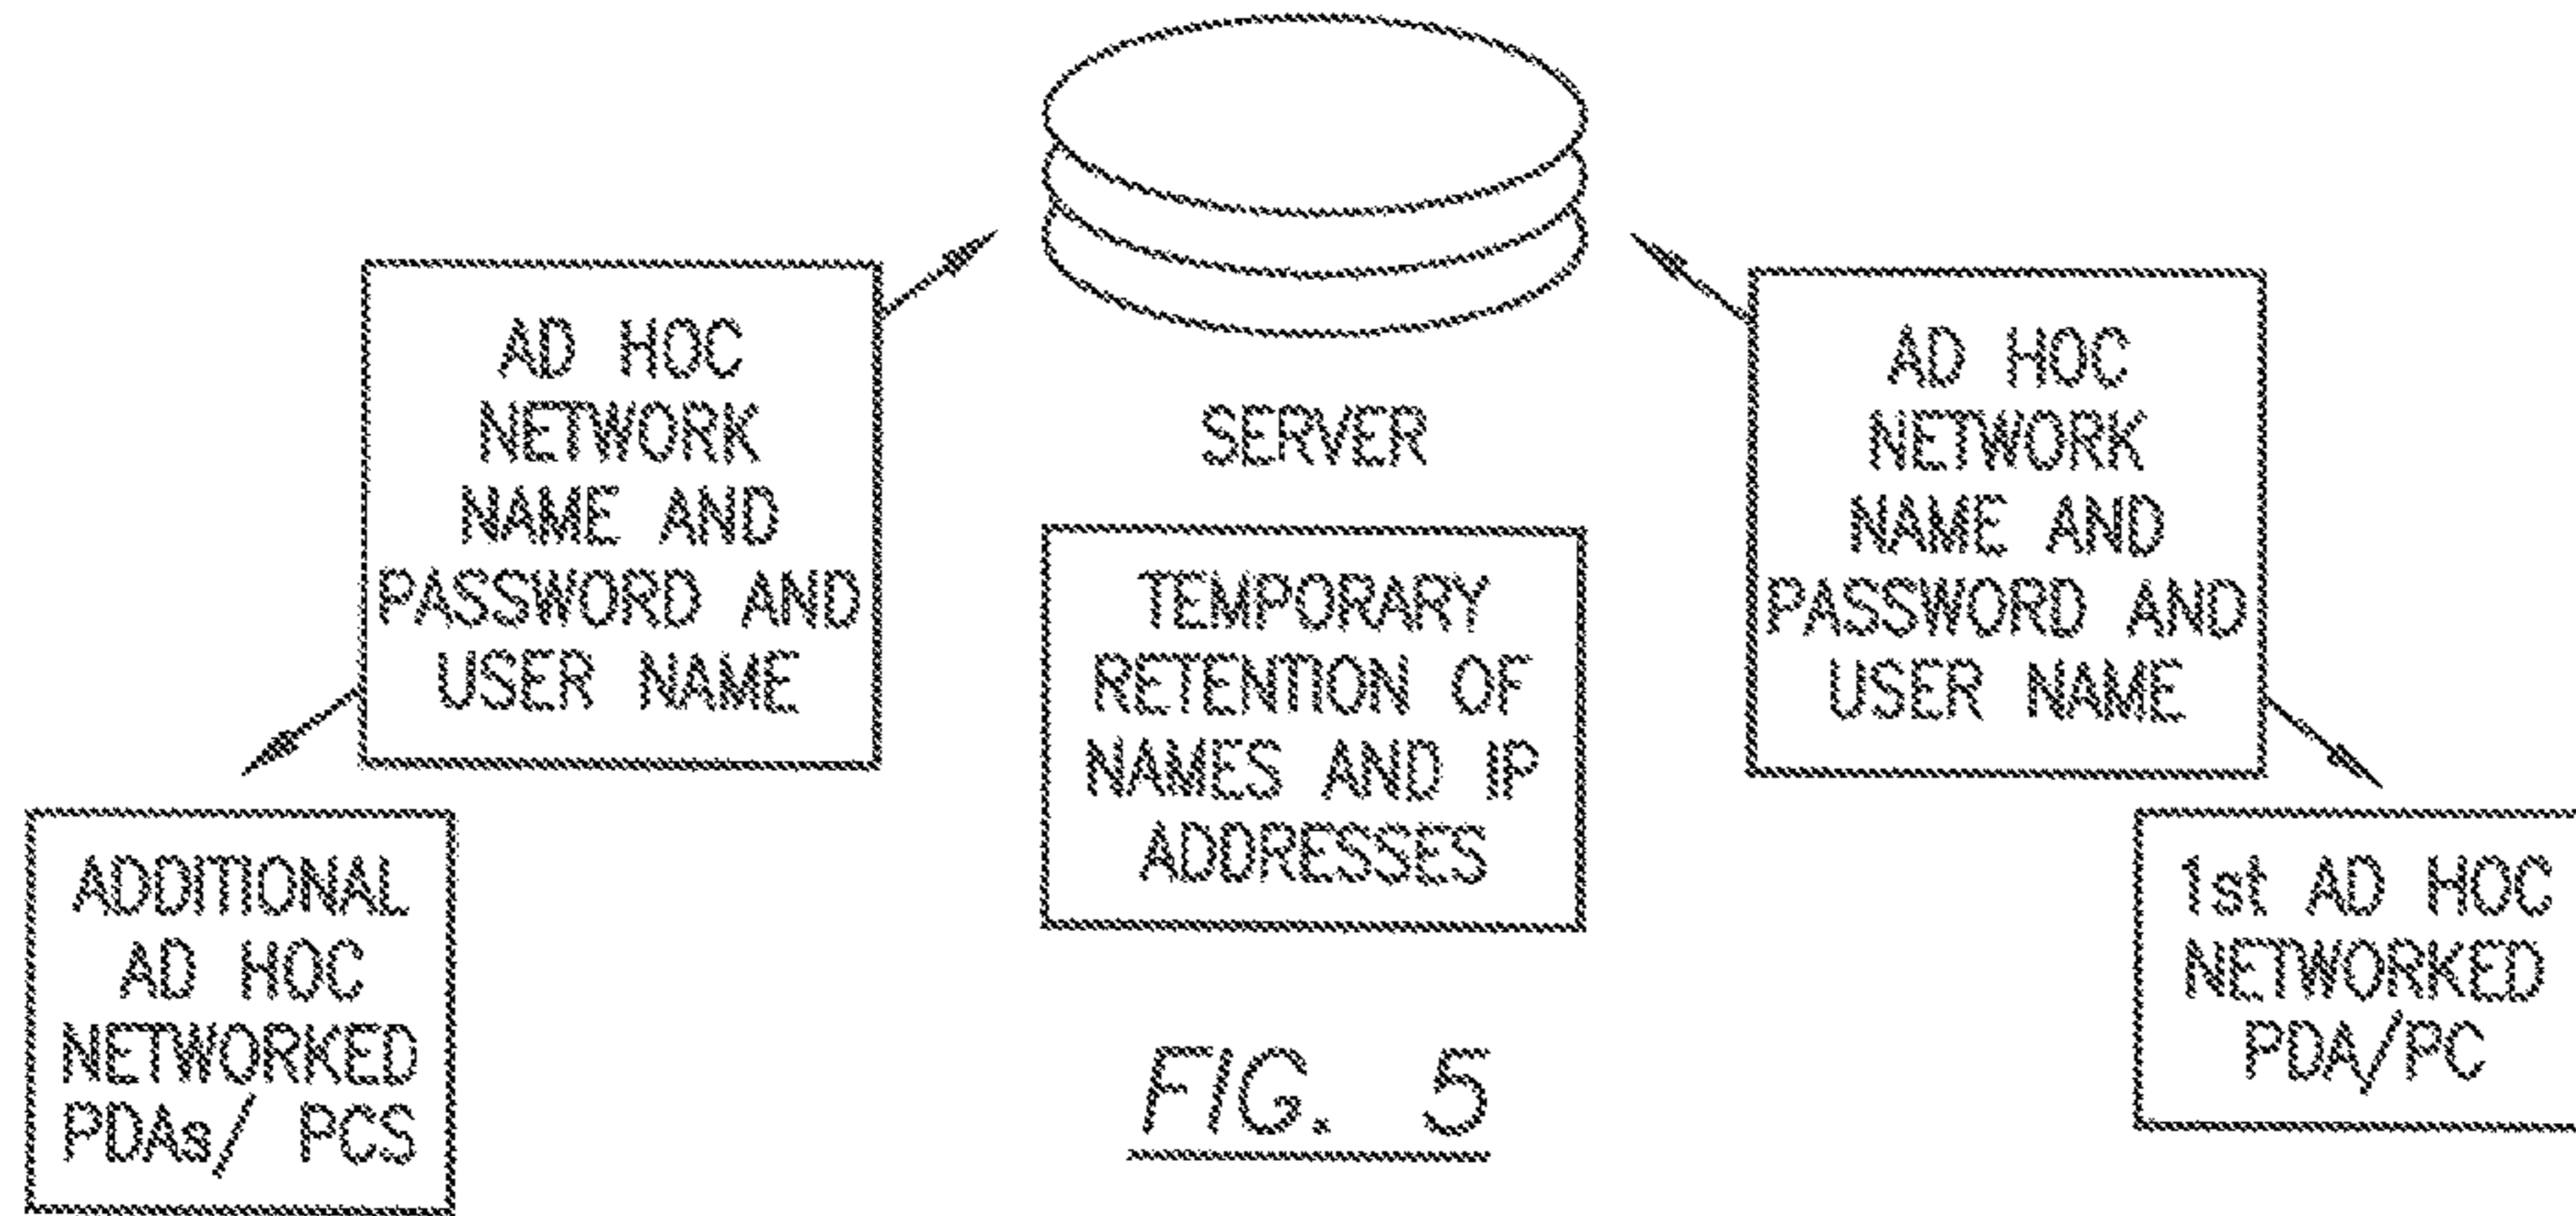 AD HOC
NETWORK
NAME AND
PASSWORD AND
USER NAME
SERVER
TEMPORARY
RETENTION OF
NAMES AND IP
ADDRESSES
AD HOC
NETWORK
NAME AND
PASSWORD AND
USER NAME
ADDITIONAL
AD HOC
NETWORKED
PDAs/ PCS
1st AD HOC
NETWORKED
PDA/PC
FIG. 5